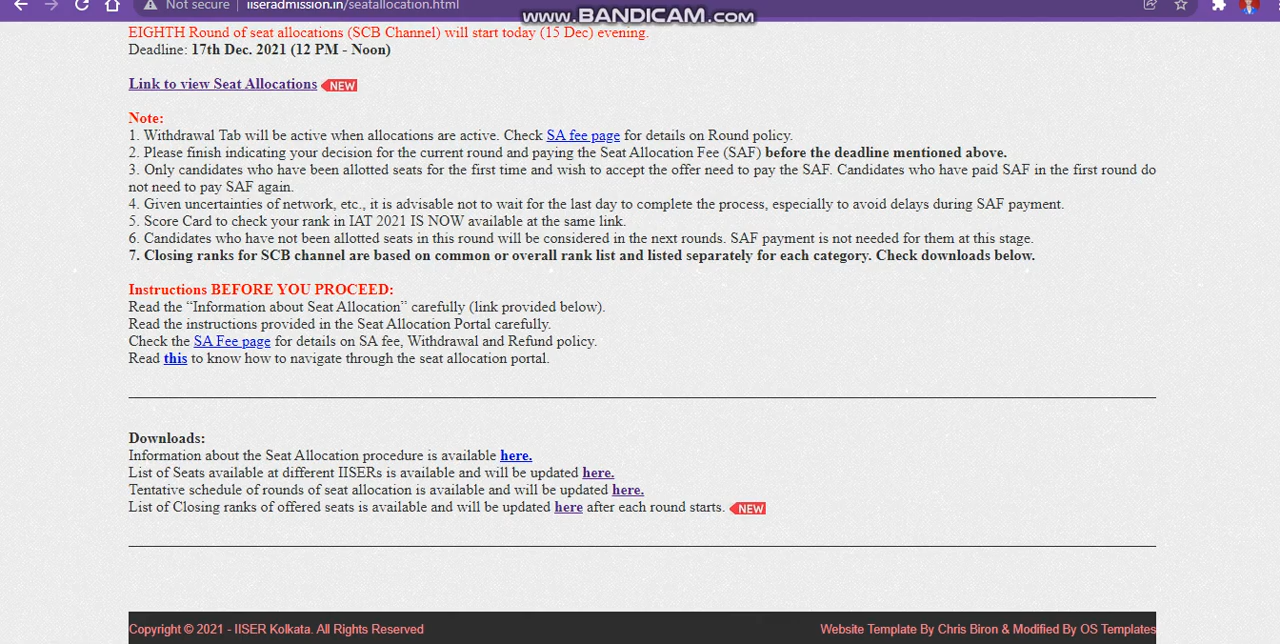 Not secure | iiseradmission.in/seatallocation.html
www.BANDICAM.com
EIGHTH Round of seat allocations (SCB Channel) will start today (15 Dec) evening.
Deadline: 17th Dec. 2021 (12 PM - Noon)
Link to view Seat Allocations NEW
Note:
1. Withdrawal Tab will be active when allocations are active. Check SA fee page for details on Round policy.
2. Please finish indicating your decision for the current round and paying the Seat Allocation Fee (SAF) before the deadline mentioned above.
3. Only candidates who have been allotted seats for the first time and wish to accept the offer need to pay the SAF. Candidates who have paid SAF in the first round do
not need to pay SAF again.
4. Given uncertainties of network, etc., it is advisable not to wait for the last day to complete the process, especially to avoid delays during SAF payment.
5. Score Card to check your rank in IAT 2021 IS NOW available at the same link.
6. Candidates who have not been allotted seats in this round will be considered in the next rounds. SAF payment is not needed for them at this stage.
7. Closing ranks for SCB channel are based on common or overall rank list and listed separately for each category. Check downloads below.
Instructions BEFORE YOU PROCEED:
Read the “Information about Seat Allocation” carefully (link provided below).
Read the instructions provided in the Seat Allocation Portal carefully.
Check the SA Fee page for details on SA fee, Withdrawal and Refund policy.
Read this to know how to navigate through the seat allocation portal.
Downloads:
Information about the Seat Allocation procedure is available here.
List of Seats available at different IISERs is available and will be updated here.
Tentative schedule of rounds of seat allocation is available and will be updated here.
List of Closing ranks of offered seats is available and will be updated here after each round starts. NEW
Copyright © 2021 - IISER Kolkata. All Rights Reserved
Website Template By Chris Biron & Modified By OS Templates